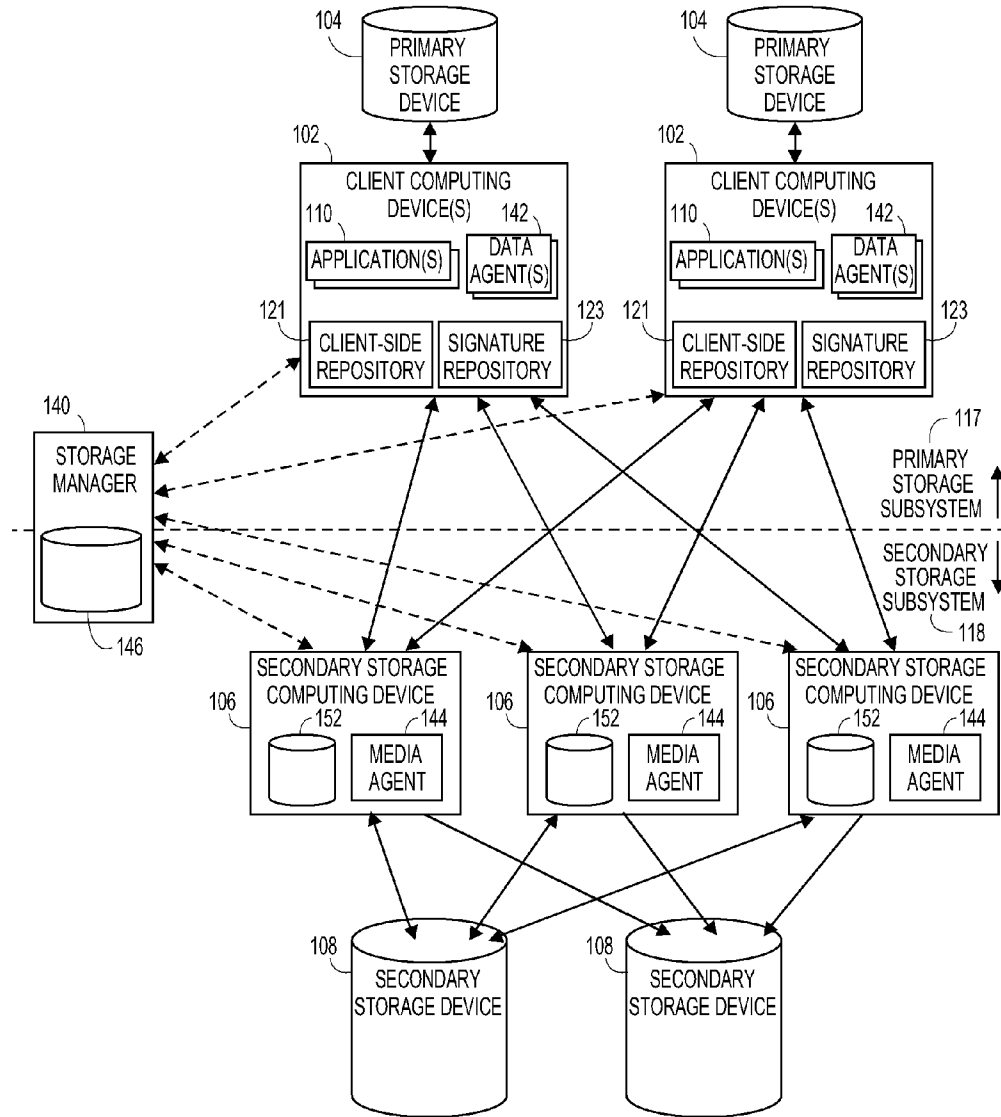 104
PRIMARY
STORAGE
DEVICE
104
PRIMARY
STORAGE
DEVICE
102
CLIENT COMPUTING
DEVICE(S)
110
142
APPLICATION(S)
DATA
AGENT(S)
121
123
CLIENT-SIDE
REPOSITORY
SIGNATURE
REPOSITORY
102
CLIENT COMPUTING
DEVICE(S)
110
142
APPLICATION(S)
DATA
AGENT(S)
121
123
CLIENT-SIDE
REPOSITORY
SIGNATURE
REPOSITORY
140
STORAGE
MANAGER
146
117
PRIMARY
STORAGE
SUBSYSTEM
SECONDARY
STORAGE
SUBSYSTEM
118
SECONDARY STORAGE
COMPUTING DEVICE
106
152
144
MEDIA
AGENT
SECONDARY STORAGE
COMPUTING DEVICE
106
152
144
MEDIA
AGENT
SECONDARY STORAGE
COMPUTING DEVICE
106
152
144
MEDIA
AGENT
108
SECONDARY
STORAGE DEVICE
108
SECONDARY
STORAGE DEVICE